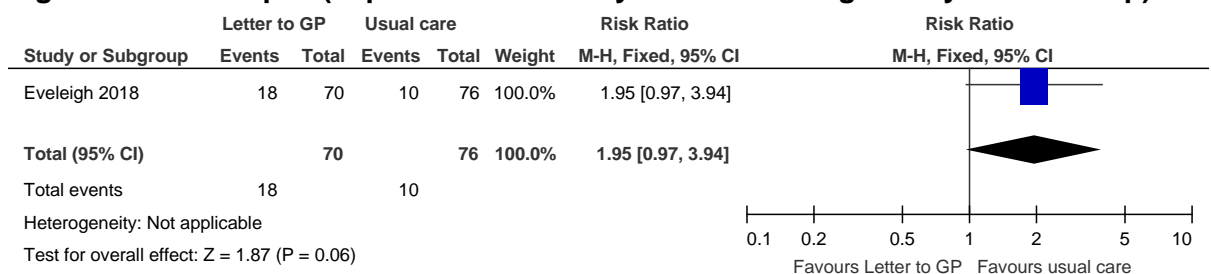 Letter to GP Usual care Risk Ratio Risk Ratio
Study or Subgroup Events Total Events Total Weight M-H, Fixed, 95% CI M-H, Fixed, 95% CI
Eveleigh 2018 18 70 10 76 100.0% 1.95 [0.97, 3.94]
Total (95% CI) 70 76 100.0% 1.95 [0.97, 3.94]
Total events 18 10
Heterogeneity: Not applicable
Test for overall effect: Z = 1.87 (P = 0.06)
0.1 0.2 0.5 1 2 5 10
Favours Letter to GP Favours usual care